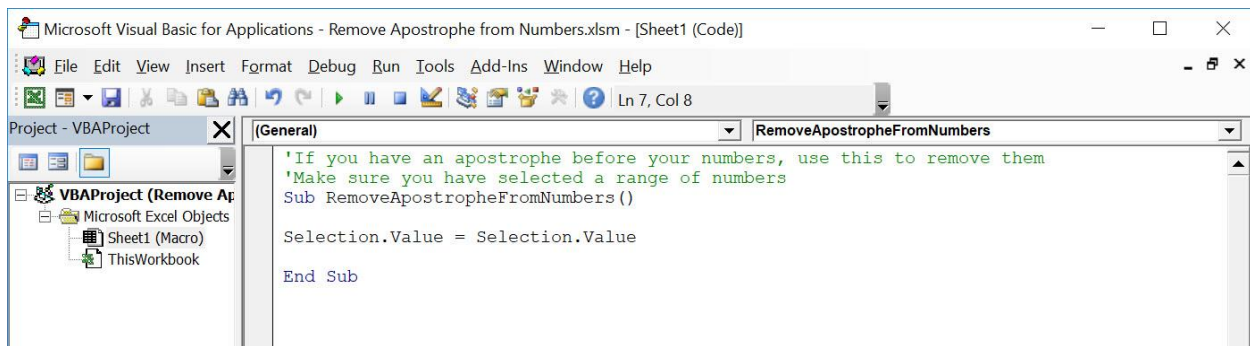 Microsoft Visual Basic for Applications - Remove Apostrophe from Numbers.xlsm - [Sheet1 (Code)]
File Edit View Insert Format Debug Run Tools Add-Ins Window Help
Ln 7, Col 8
Project - VBAProject
(General)
RemoveApostropheFromNumbers
VBAProject (Remove Ap
Microsoft Excel Objects
Sheet1 (Macro)
ThisWorkbook
'If you have an apostrophe before your numbers, use this to remove them
'Make sure you have selected a range of numbers
Sub RemoveApostropheFromNumbers()
Selection.Value = Selection.Value
End Sub